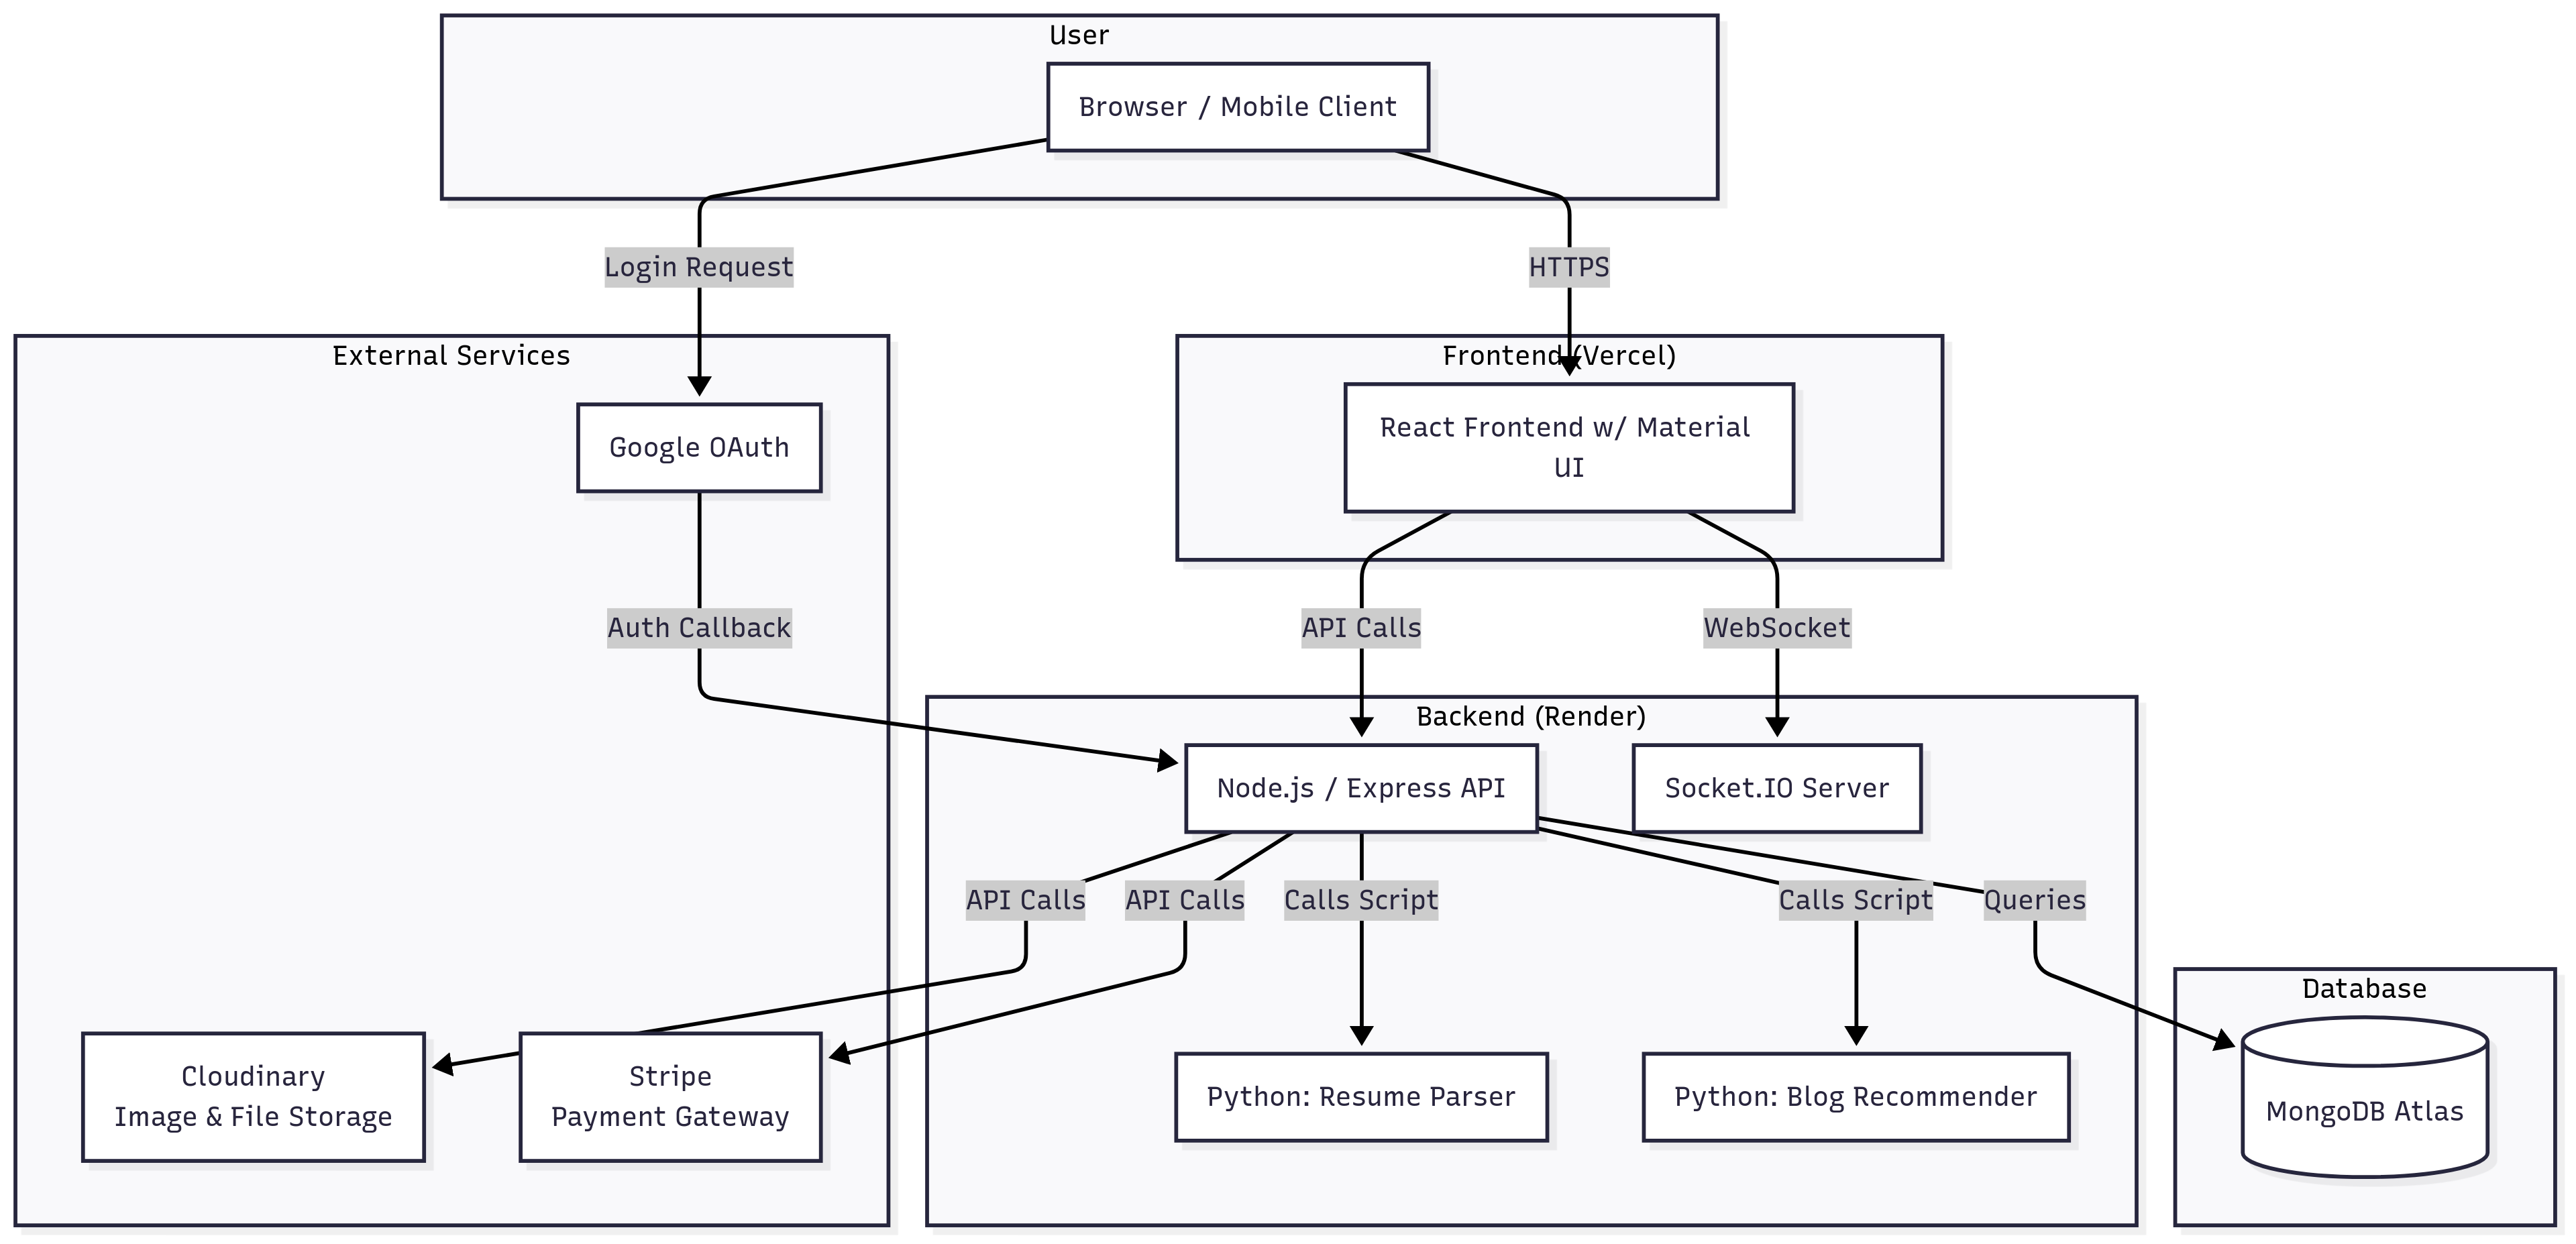 User
Browser / Mobile Client
Login Request
HTTPS
External Services
Frontend (Vercel)
Google OAuth
React Frontend w/ Material
UI
Auth Callback
API Calls
WebSocket
Backend (Render)
Node.js / Express API
Socket.IO Server
API Calls
API Calls
Calls Script
Calls Script
Queries
Database
Cloudinary
Image & File Storage
Stripe
Payment Gateway
Python: Resume Parser
Python: Blog Recommender
MongoDB Atlas